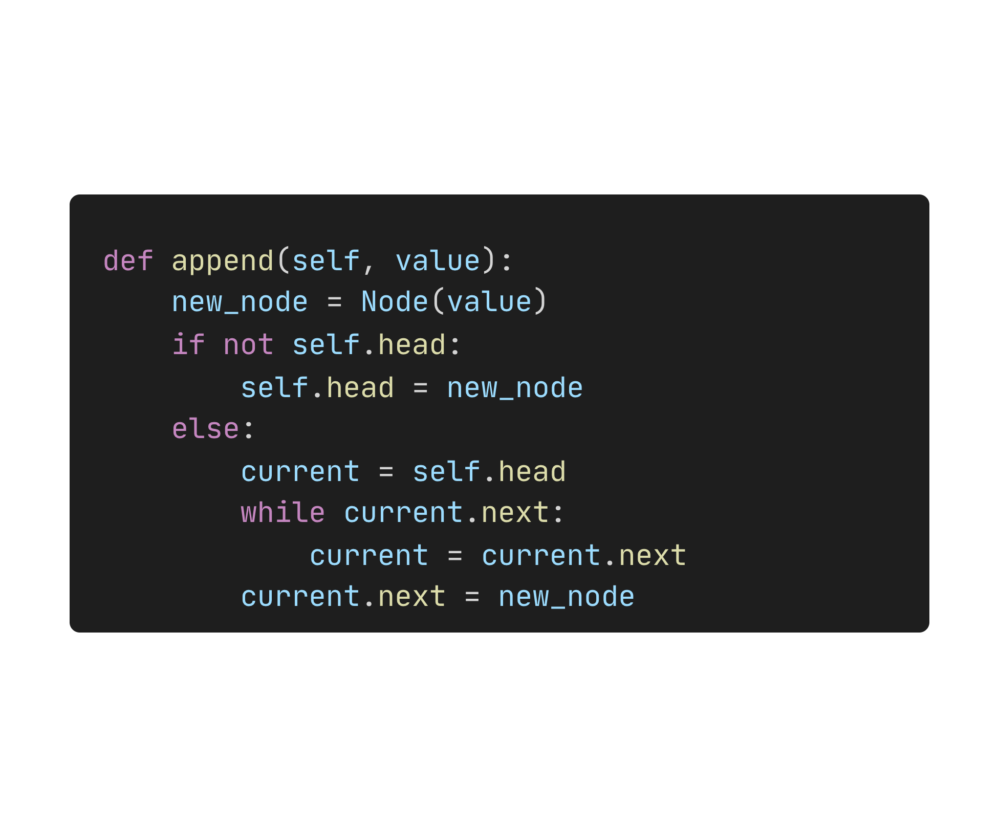 def append(self, value):
    new_node = Node(value)
    if not self.head:
        self.head = new_node
    else:
        current = self.head
        while current.next:
            current = current.next
        current.next = new_node